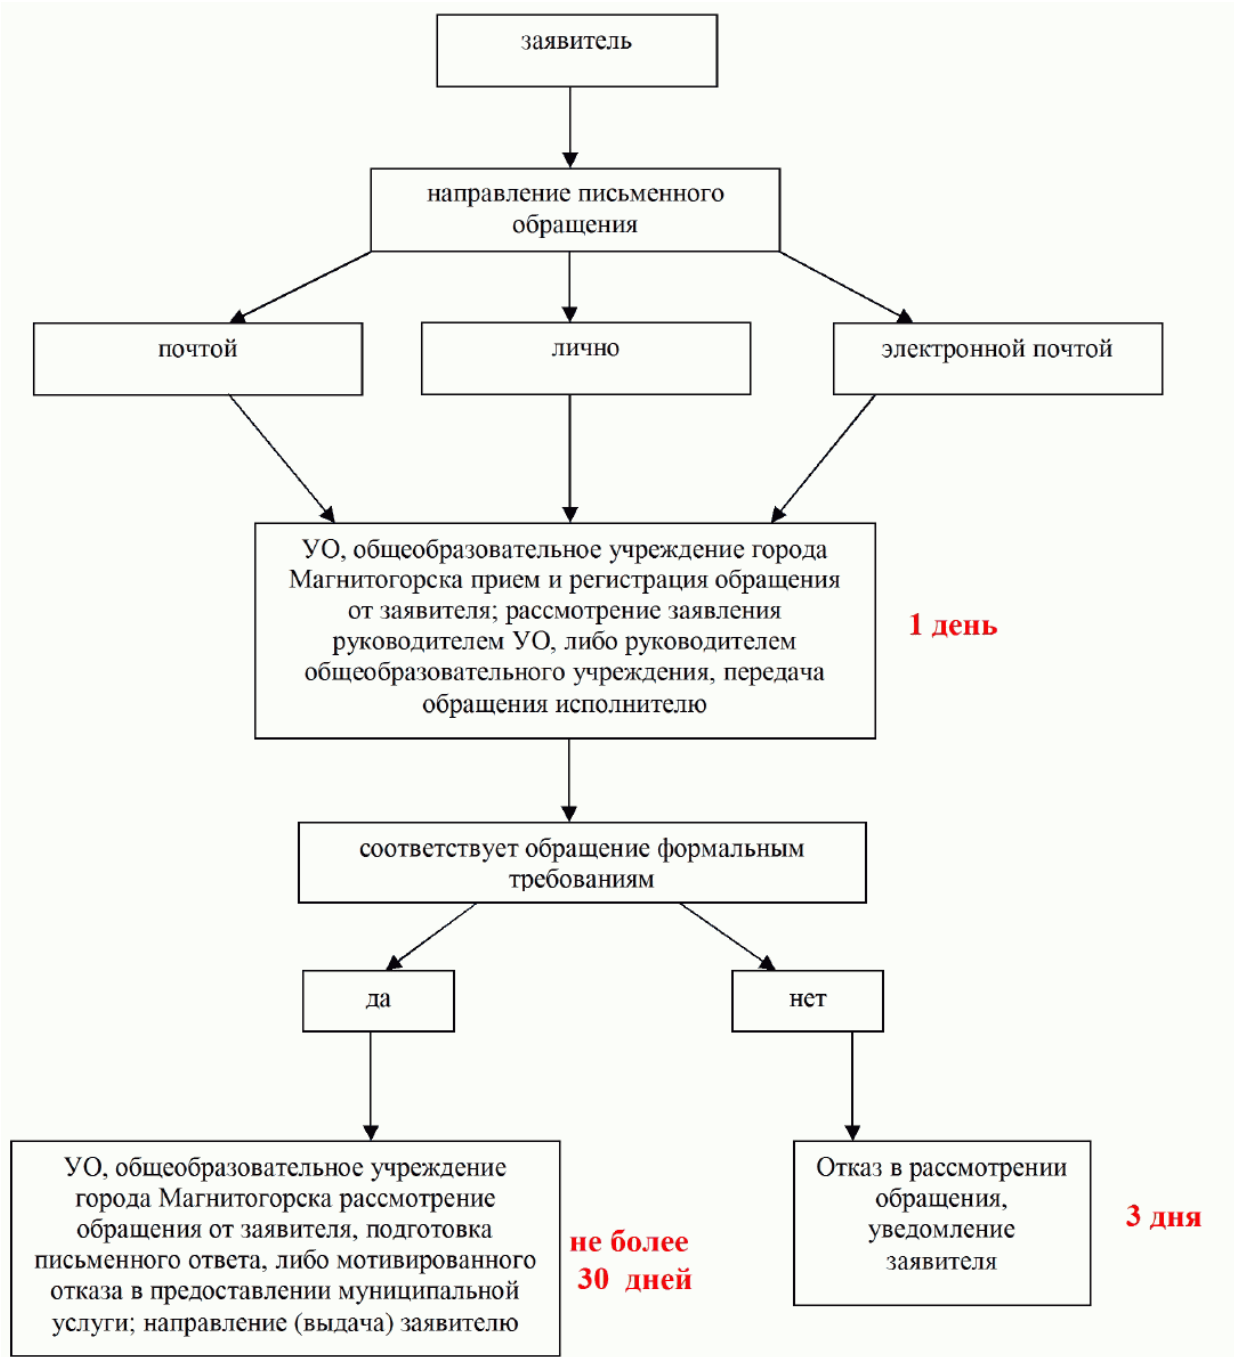 заявитель
направление письменного
обращения
почтой
лично
электронной почтой
УО, общеобразовательное учреждение города
Магнитогорска прием и регистрация обращения
от заявителя; рассмотрение заявления
руководителем УО, либо руководителем
общеобразовательного учреждения, передача
обращения исполнителю
1 день
соответствует обращение формальным
требованиям
да
нет
УО, общеобразовательное учреждение
города Магнитогорска рассмотрение
обращения от заявителя, подготовка
письменного ответа, либо мотивированного
отказа в предоставлении муниципальной
услуги; направление (выдача) заявителю
не более
30 дней
Отказ в рассмотрении
обращения,
уведомление
заявителя
3 дня